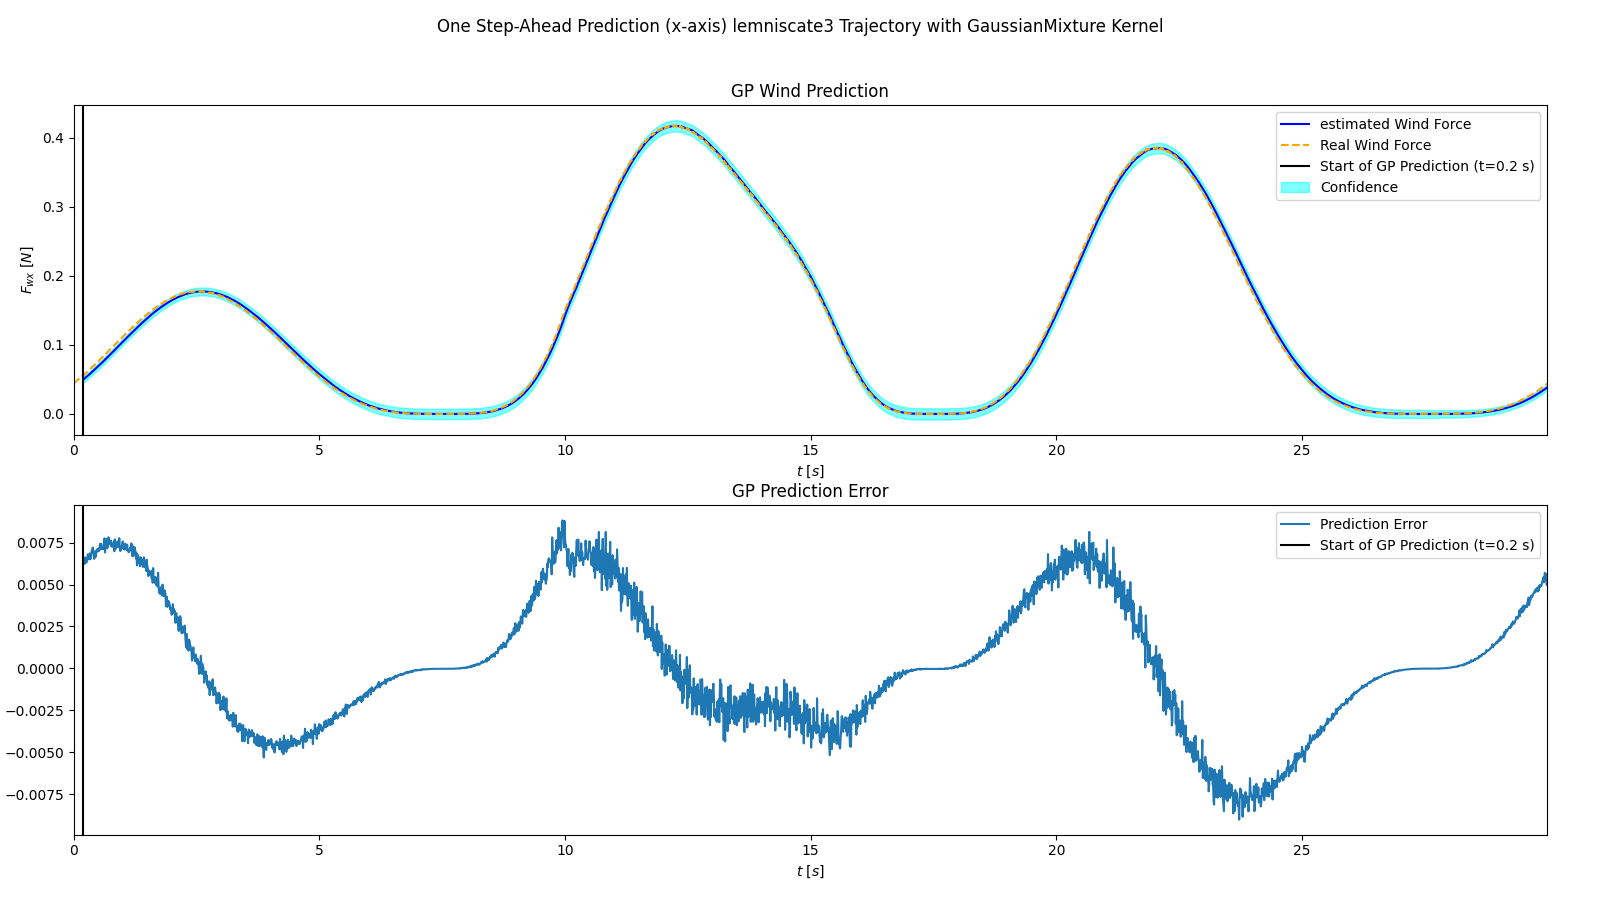 One Step-Ahead Prediction (x-axis) lemniscate3 Trajectory with GaussianMixture Kernel
GP Wind Prediction
F_wx [N]
0.4
0.3
0.2
0.1
0.0
estimated Wind Force
Real Wind Force
Start of GP Prediction (t=0.2 s)
Confidence
0 5 10 15 20 25
t [s]
GP Prediction Error
0.0075
0.0050
0.0025
0.0000
−0.0025
−0.0050
−0.0075
Prediction Error
Start of GP Prediction (t=0.2 s)
0 5 10 15 20 25
t [s]